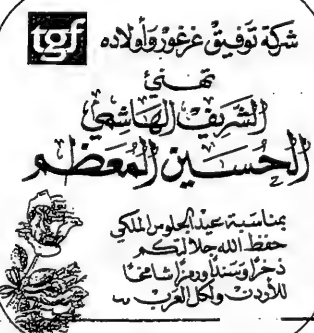 tgf
شركة توفيق غرغور وأولاده
تهنئ
الشريف الهاشمي
الحسين المعظم
بمناسبة عيد الجلوس الملكي
حفظ الله جلالتكم
ذخراً وسنداً ورمزاً شامخاً
للأردن ولكل العرب